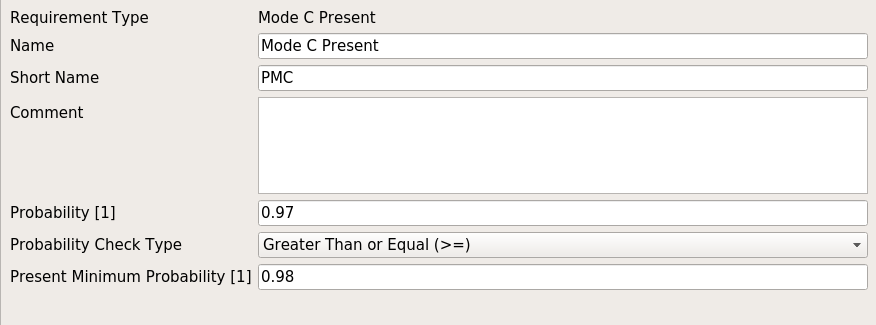 Requirement Type Mode C Present
Name Mode C Present
Short Name PMC
Comment
Probability [1] 0.97
Probability Check Type Greater Than or Equal (>=)
Present Minimum Probability [1] 0.98